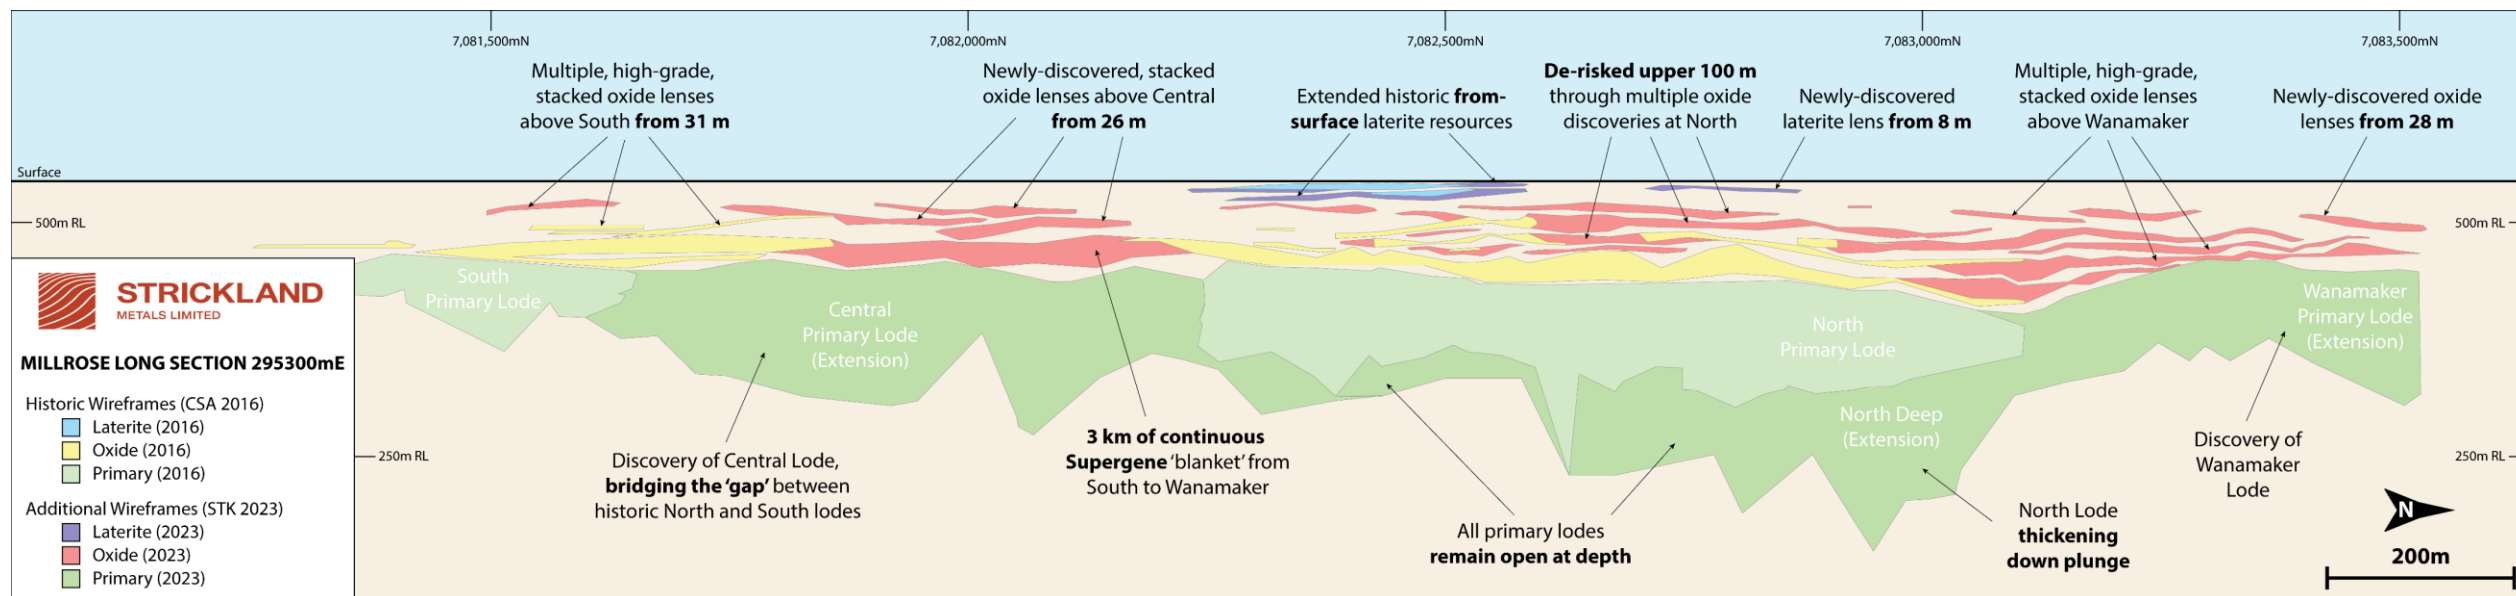 7,081,500mN
7,082,000mN
7,082,500mN
7,083,000mN
7,083,500mN
Multiple, high-grade,
stacked oxide lenses
above South from 31 m
Newly-discovered, stacked
oxide lenses above Central
from 26 m
Extended historic from-
surface laterite resources
De-risked upper 100 m
through multiple oxide
discoveries at North
Newly-discovered
laterite lens from 8 m
Multiple, high-grade,
stacked oxide lenses
above Wanamaker
Newly-discovered oxide
lenses from 28 m
Surface
500m RL
500m RL
South
Primary Lode
Central
Primary Lode
(Extension)
North
Primary Lode
Wanamaker
Primary Lode
(Extension)
North Deep
(Extension)
250m RL
250m RL
STRICKLAND
METALS LIMITED
MILLROSE LONG SECTION 295300mE
Historic Wireframes (CSA 2016)
Laterite (2016)
Oxide (2016)
Primary (2016)
Additional Wireframes (STK 2023)
Laterite (2023)
Oxide (2023)
Primary (2023)
Discovery of Central Lode,
bridging the ‘gap’ between
historic North and South lodes
3 km of continuous
Supergene ‘blanket’ from
South to Wanamaker
All primary lodes
remain open at depth
North Lode
thickening
down plunge
Discovery of
Wanamaker
Lode
N
200m